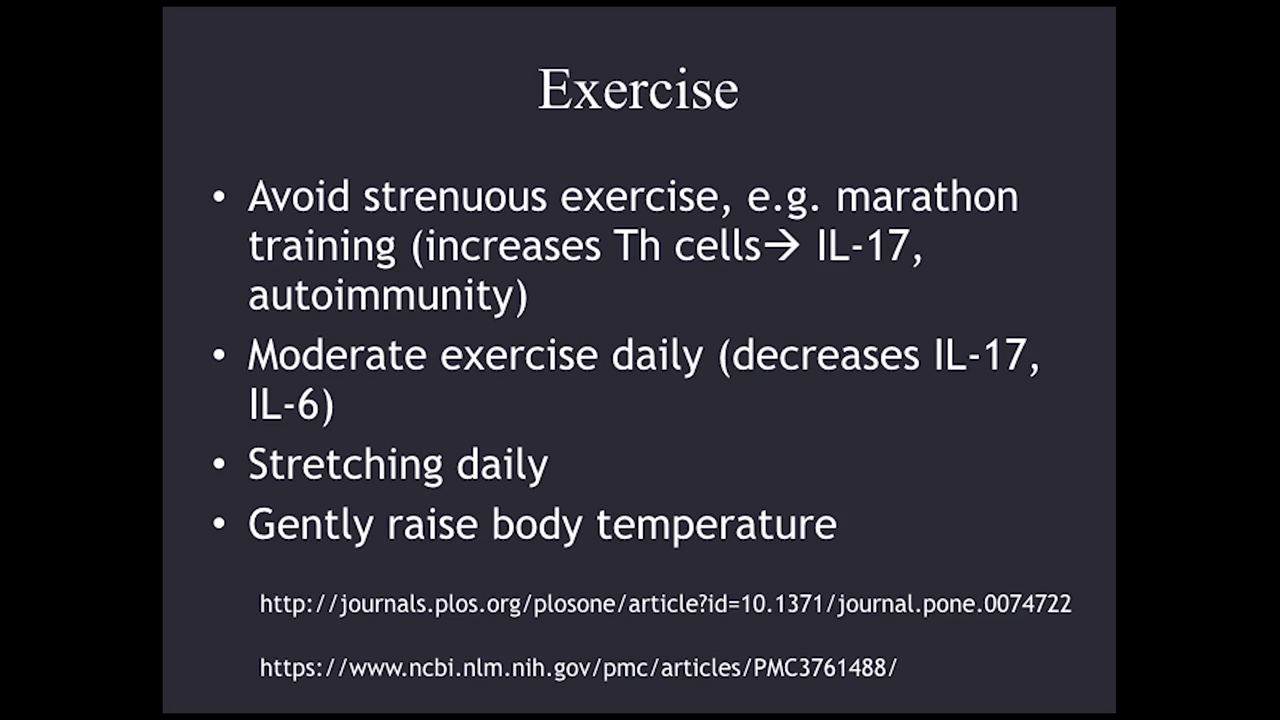 Exercise
• Avoid strenuous exercise, e.g. marathon
training (increases Th cells→ IL-17,
autoimmunity)
• Moderate exercise daily (decreases IL-17,
IL-6)
• Stretching daily
• Gently raise body temperature
http://journals.plos.org/plosone/article?id=10.1371/journal.pone.0074722
https://www.ncbi.nlm.nih.gov/pmc/articles/PMC3761488/